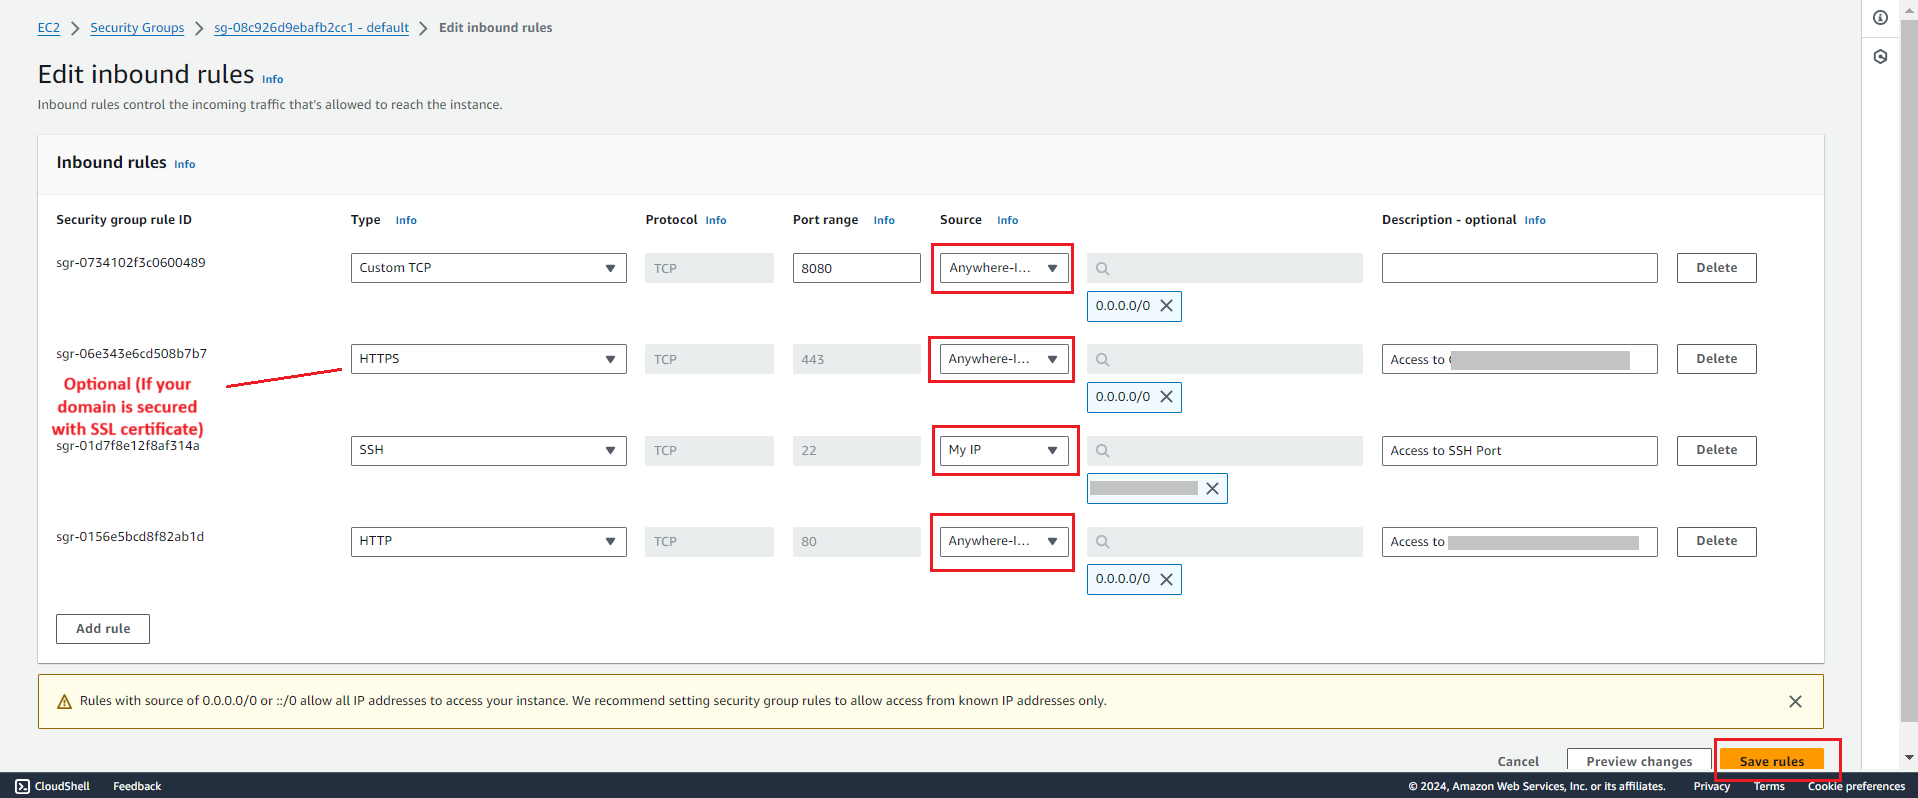 EC2 > Security Groups > sg-08c926d9ebafb2cc1 - default > Edit inbound rules
Edit inbound rules Info
Inbound rules control the incoming traffic that's allowed to reach the instance.
Inbound rules Info
Security group rule ID Type Info Protocol Info Port range Info Source Info Description - optional Info
sgr-0734102f3c0600489 Custom TCP TCP 8080 Anywhere-I... Delete
0.0.0.0/0
sgr-06e343e6cd508b7b7 HTTPS TCP 443 Anywhere-I... Access to Delete
0.0.0.0/0
Optional (If your
domain is secured
with SSL certificate)
sgr-01d7f8e12f8af314a SSH TCP 22 My IP Access to SSH Port Delete
sgr-0156e5bcd8f82ab1d HTTP TCP 80 Anywhere-I... Access to Delete
0.0.0.0/0
Add rule
Rules with source of 0.0.0.0/0 or ::/0 allow all IP addresses to access your instance. We recommend setting security group rules to allow access from known IP addresses only.
Cancel Preview changes Save rules
CloudShell Feedback © 2024, Amazon Web Services, Inc. or its affiliates. Privacy Terms Cookie preferences